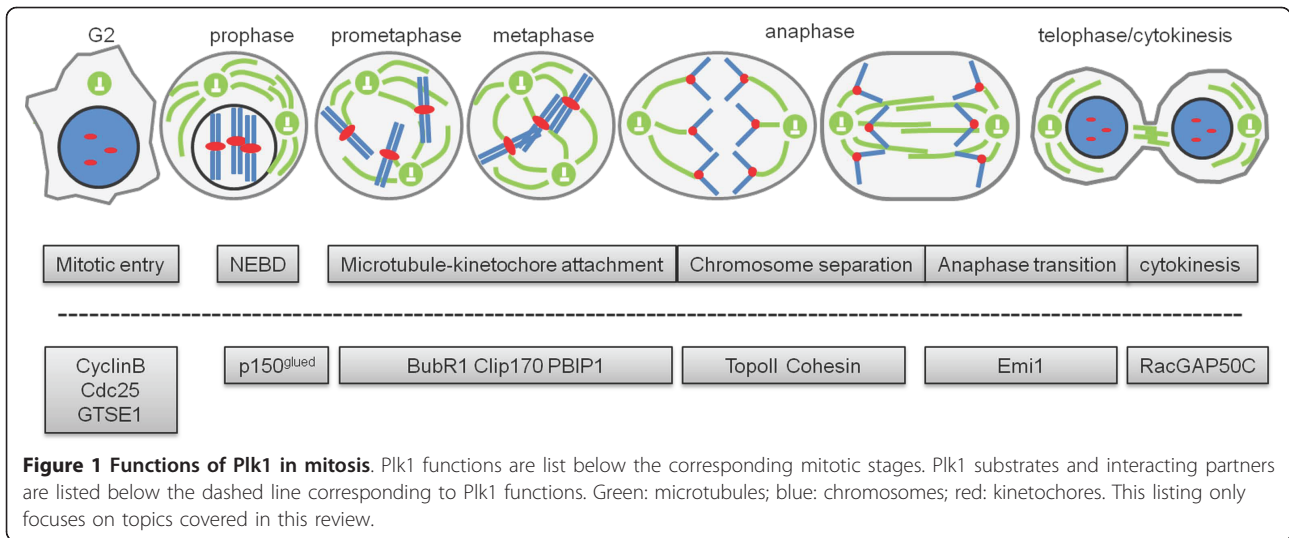 G2 prophase prometaphase metaphase anaphase telophase/cytokinesis
Mitotic entry NEBD Microtubule-kinetochore attachment Chromosome separation Anaphase transition cytokinesis
CyclinB
Cdc25
GTSE1
p150glued
BubR1 Clip170 PBIP1
TopoII Cohesin
Emi1
RacGAP50C
Figure 1 Functions of Plk1 in mitosis. Plk1 functions are list below the corresponding mitotic stages. Plk1 substrates and interacting partners
are listed below the dashed line corresponding to Plk1 functions. Green: microtubules; blue: chromosomes; red: kinetochores. This listing only
focuses on topics covered in this review.